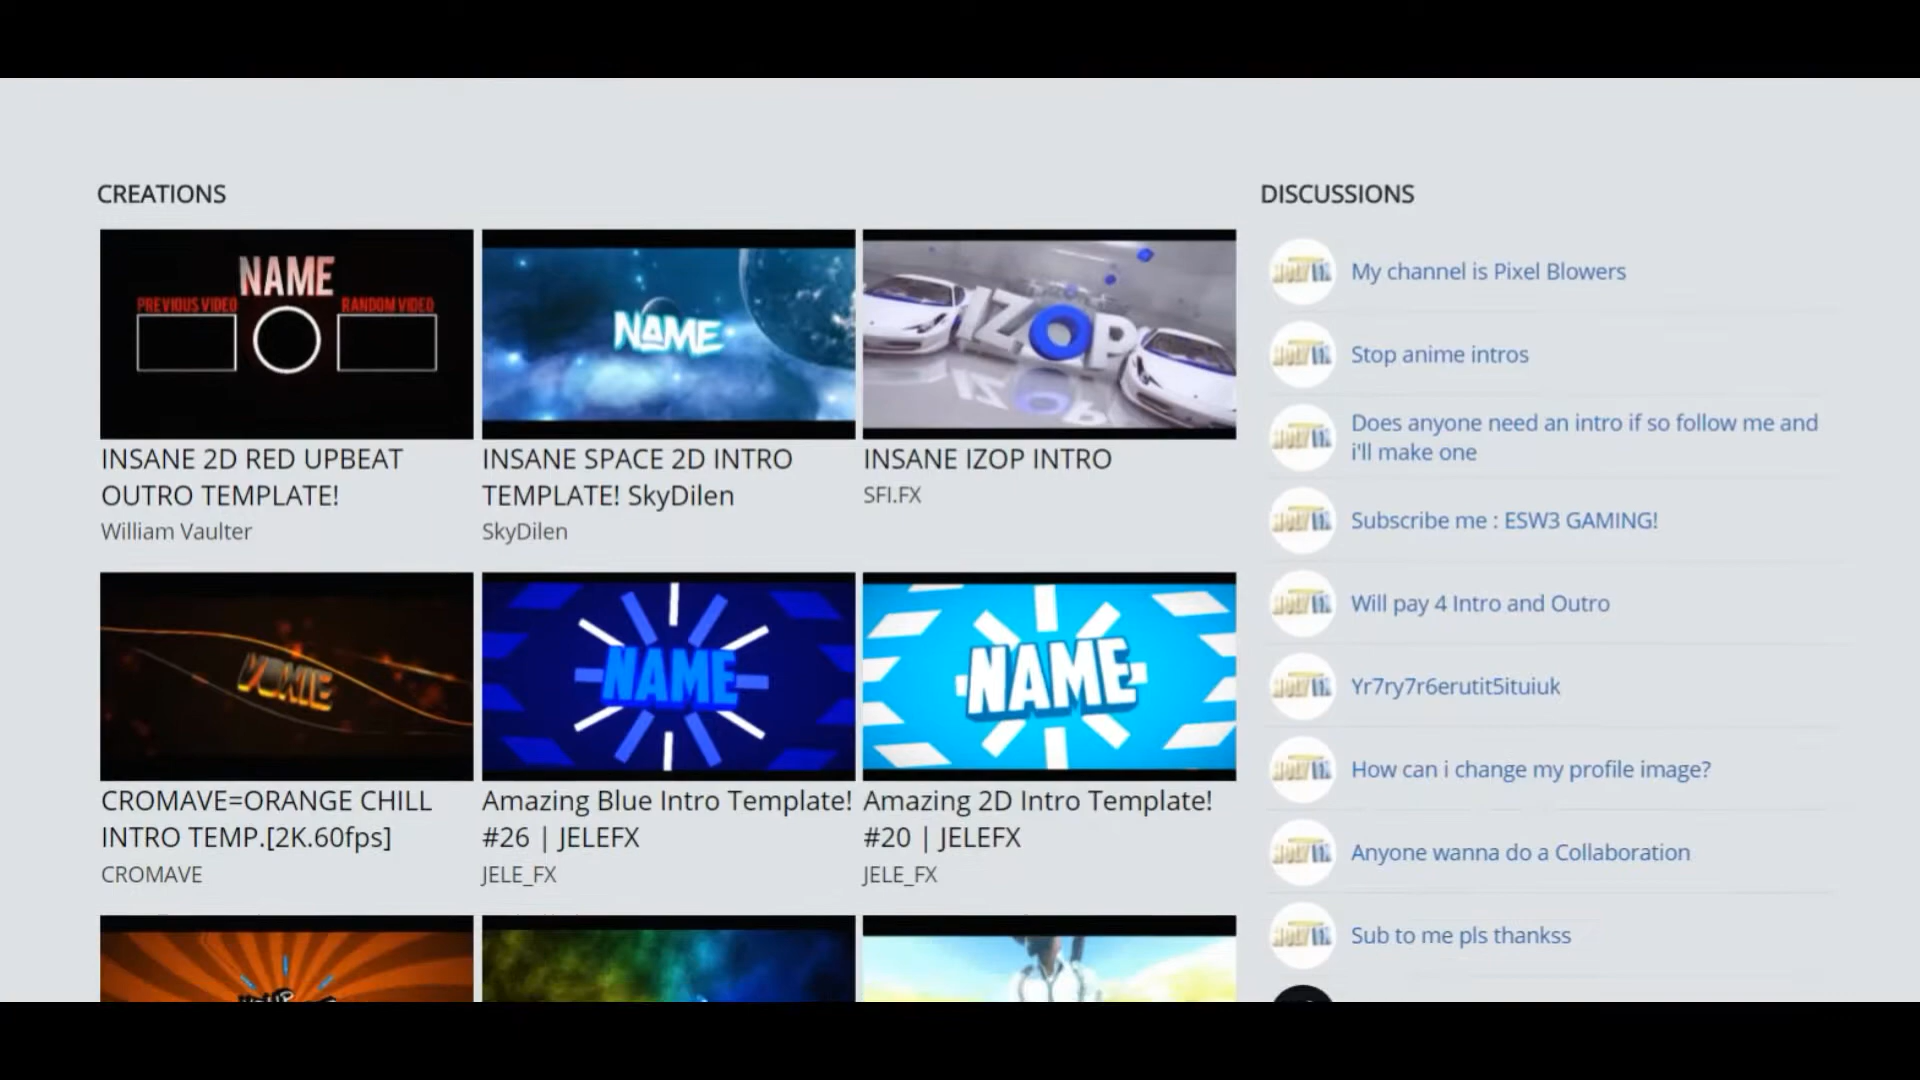 CREATIONS
NAME
PREVIOUS VIDEO
RANDOM VIDEO
INSANE 2D RED UPBEAT
OUTRO TEMPLATE!
William Vaulter
NAME
INSANE SPACE 2D INTRO
TEMPLATE! SkyDilen
SkyDilen
IZOP
INSANE IZOP INTRO
SFI.FX
CROMAVE=ORANGE CHILL
INTRO TEMP.[2K.60fps]
CROMAVE
NAME
Amazing Blue Intro Template!
#26 | JELEFX
JELE_FX
NAME
Amazing 2D Intro Template!
#20 | JELEFX
JELE_FX
DISCUSSIONS
My channel is Pixel Blowers
Stop anime intros
Does anyone need an intro if so follow me and
i'll make one
Subscribe me : ESW3 GAMING!
Will pay 4 Intro and Outro
Yr7ry7r6erutit5ituiuk
How can i change my profile image?
Anyone wanna do a Collaboration
Sub to me pls thankss